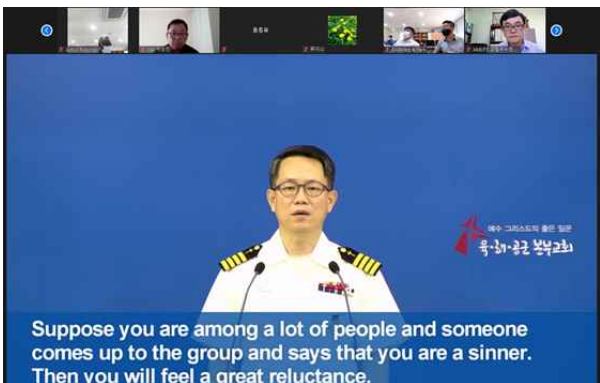 예수 그리스도의 좋은 일꾼
육·해·공군 본부교회
Suppose you are among a lot of people and someone
comes up to the group and says that you are a sinner.
Then you will feel a great reluctance.